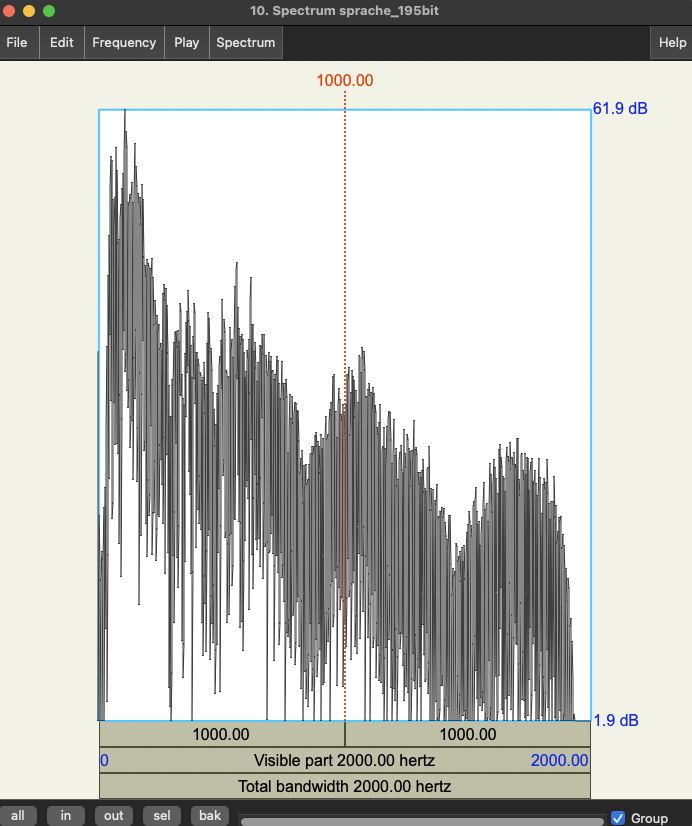 10. Spectrum sprache_195bit
File Edit Frequency Play Spectrum Help
1000.00
61.9 dB
1.9 dB
1000.00 1000.00
0 Visible part 2000.00 hertz 2000.00
Total bandwidth 2000.00 hertz
all in out sel bak Group